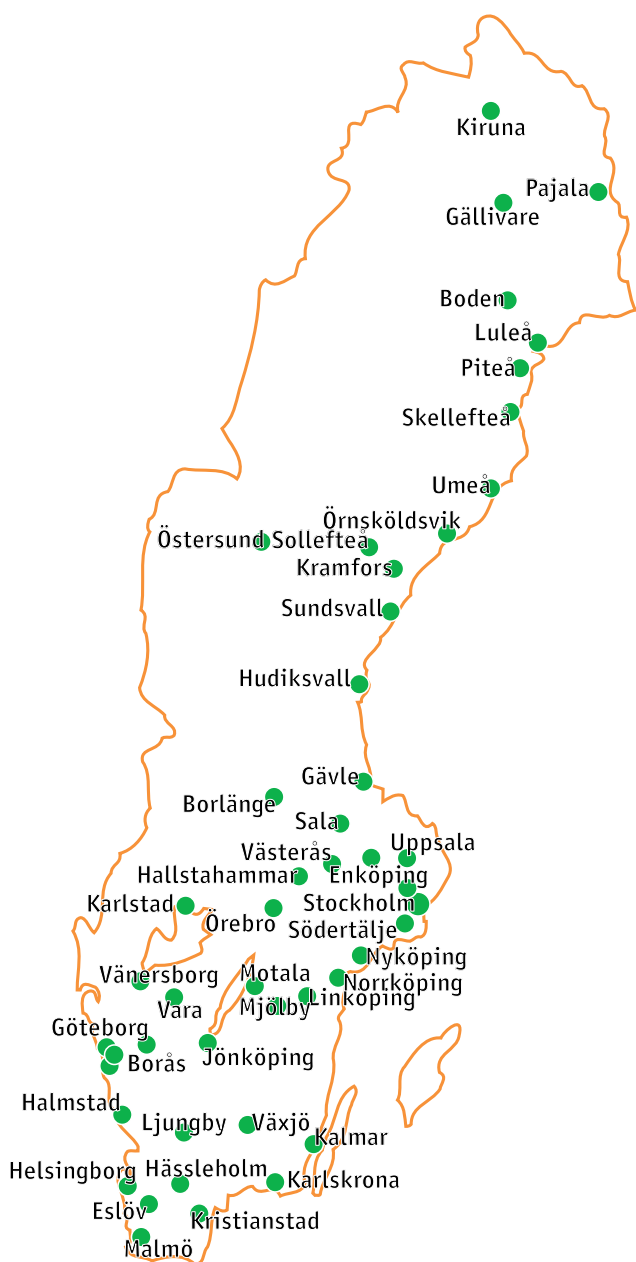 Kiruna
Pajala
Gällivare
Boden
Luleå
Piteå
Skellefteå
Umeå
Örnsköldsvik
Östersund
Sollefteå
Kramfors
Sundsvall
Hudiksvall
Gävle
Borlänge
Sala
Uppsala
Västerås
Hallstahammar
Enköping
Karlstad
Stockholm
Örebro
Södertälje
Nyköping
Vänersborg
Motala
Norrköping
Linköping
Mjölby
Vara
Göteborg
Jönköping
Borås
Halmstad
Ljungby
Växjö
Kalmar
Helsingborg
Hässleholm
Karlskrona
Eslöv
Kristianstad
Malmö